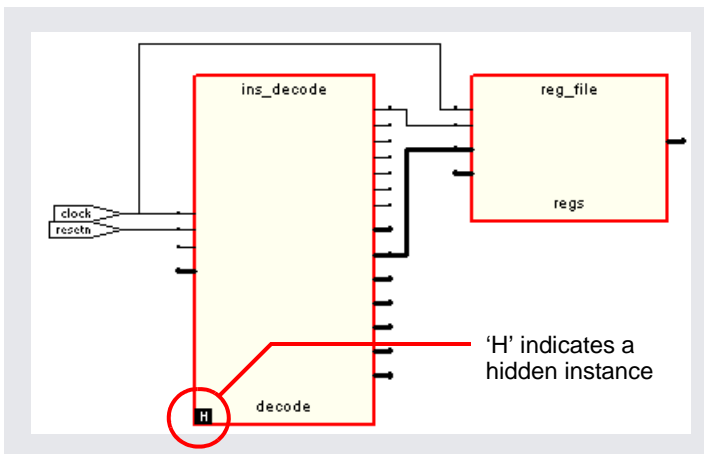 ins_decode
reg_file
clock
resetn
regs
‘H’ indicates a
hidden instance
H
decode